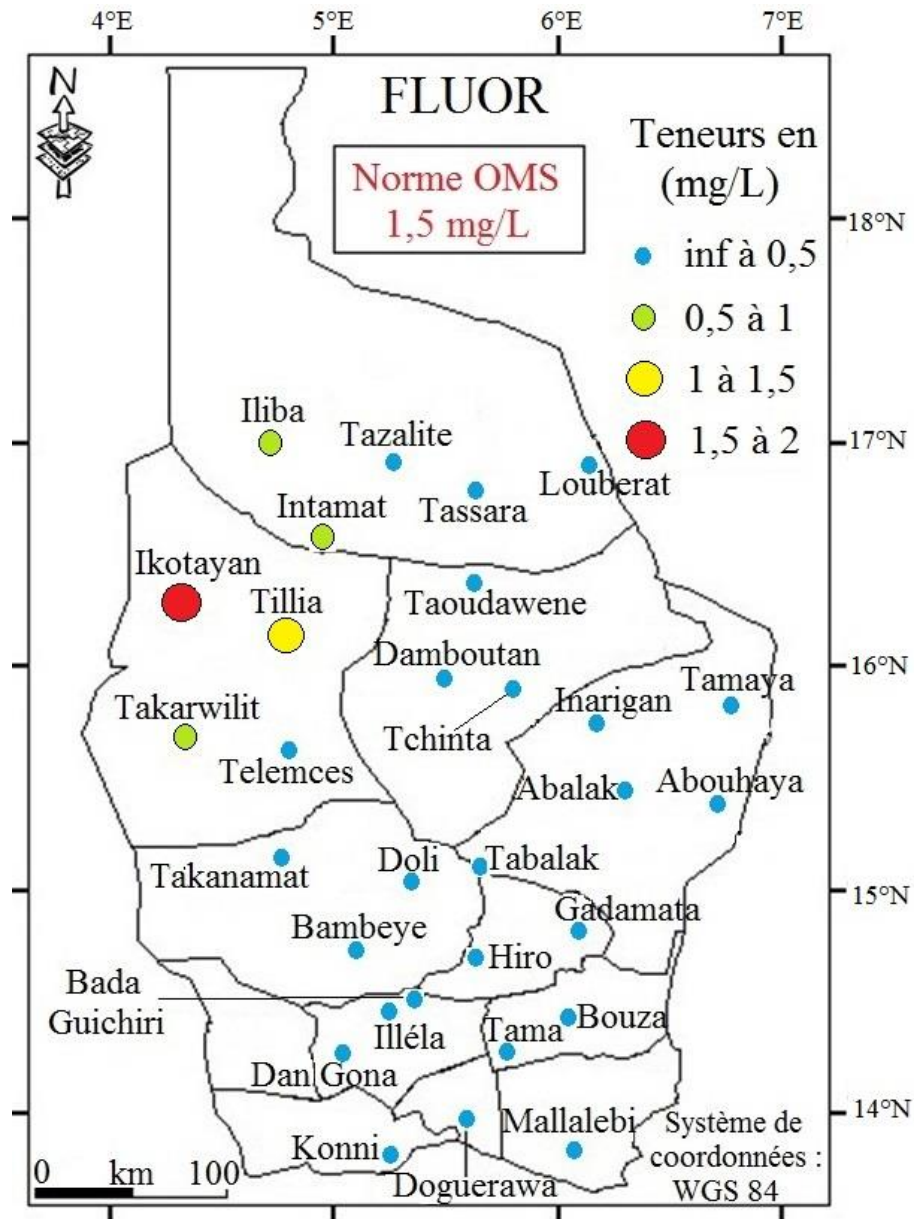 4°E
5°E
6°E
7°E
N
FLUOR
Norme OMS
1,5 mg/L
Teneurs en
(mg/L)
inf à 0,5
0,5 à 1
1 à 1,5
1,5 à 2
18°N
17°N
16°N
15°N
14°N
Iliba
Tazalite
Louberat
Tassara
Intamat
Ikotayan
Tillia
Taoudawene
Damboutan
Tchinta
Inarigan
Tamaya
Takarwilit
Telemces
Abalak
Abouhaya
Takanamat
Doli
Tabalak
Gadamata
Bambeye
Hiro
Bada
Guichiri
Illéla
Tama
Bouza
Dan Gona
Mallalebi
Konni
Doguerawa
0 km 100
Système de
coordonnées :
WGS 84